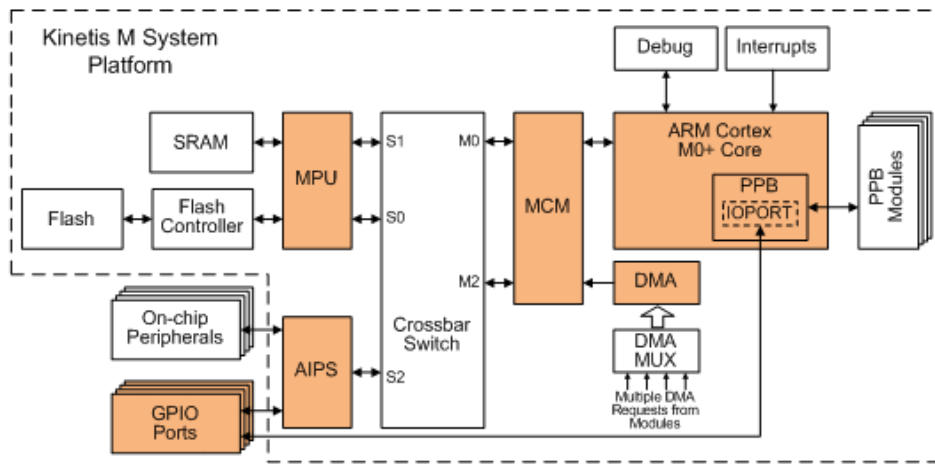 Kinetis M System
Platform
Debug
Interrupts
SRAM
MPU
S1
M0
MCM
ARM Cortex
M0+ Core
PPB
IOPORT
PPB
Modules
Flash
Flash
Controller
S0
M2
DMA
On-chip
Peripherals
AIPS
Crossbar
Switch
S2
DMA
MUX
Multiple DMA
Requests from
Modules
GPIO
Ports